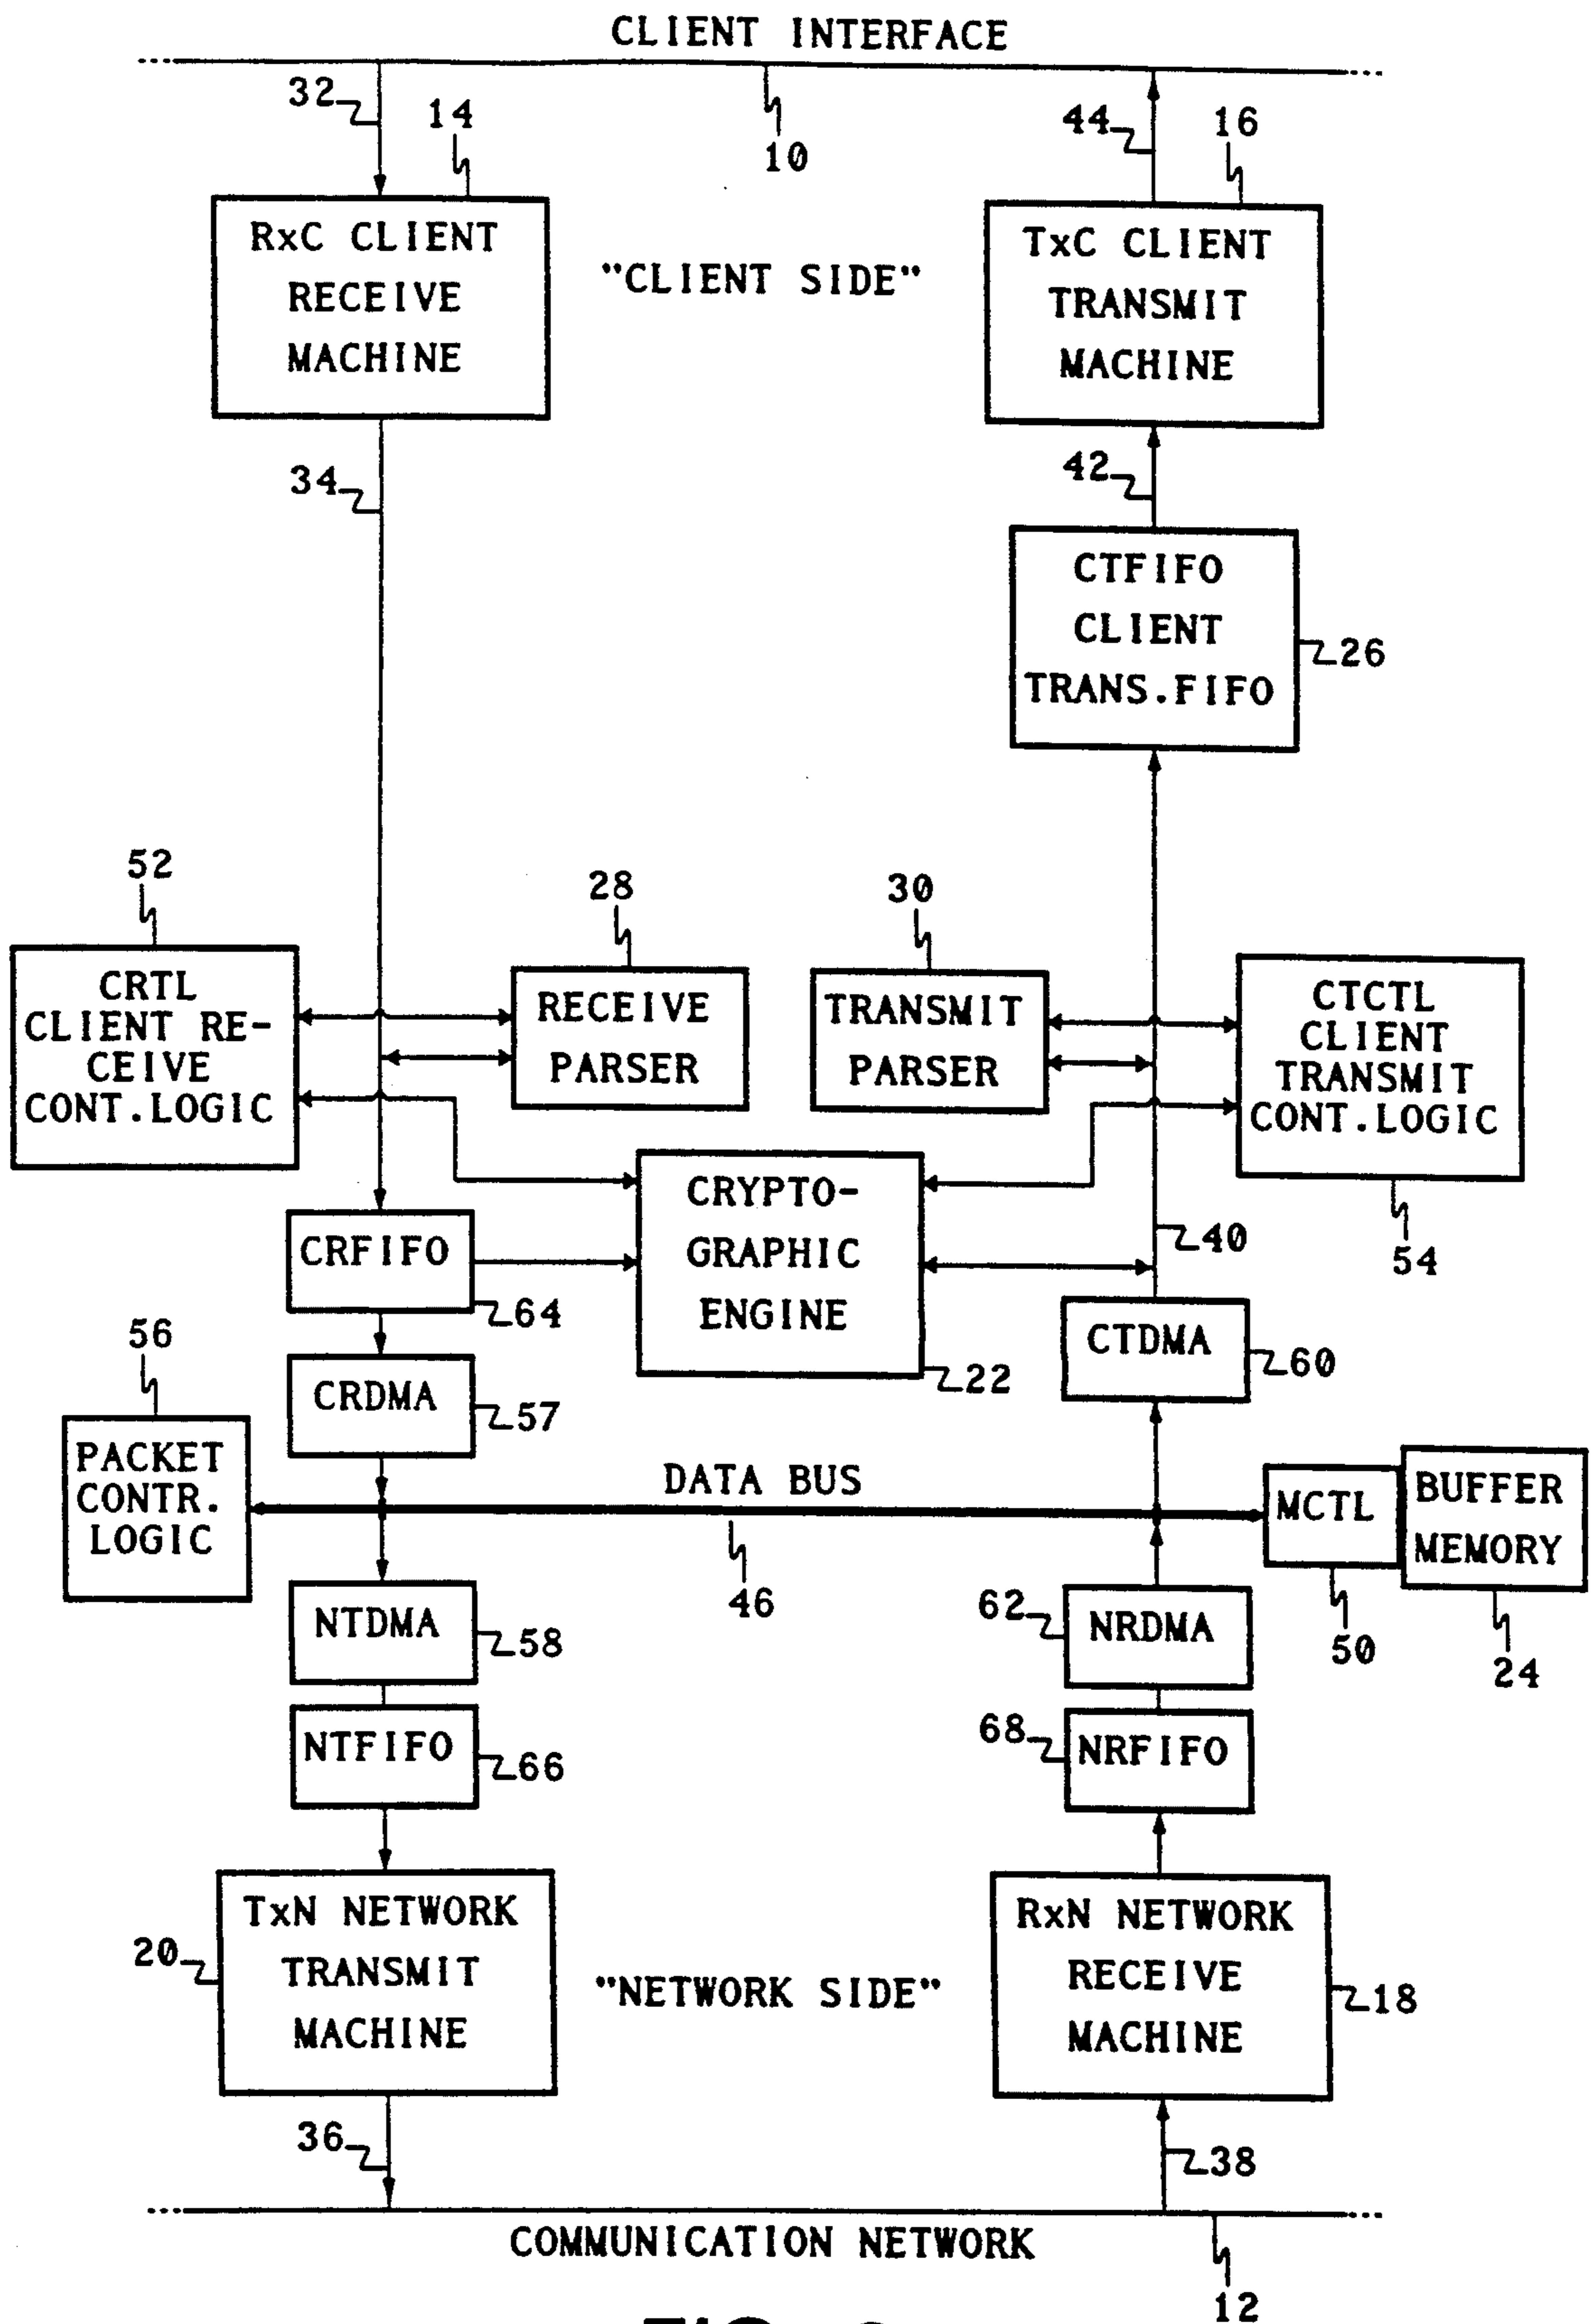 CLIENT INTERFACE
32
14
10
44
16
RxC CLIENT
RECEIVE
MACHINE
"CLIENT SIDE"
TxC CLIENT
TRANSMIT
MACHINE
34
42
CTFIFO
CLIENT
TRANS.FIFO
26
52
28
30
CRTL
CLIENT RE-
CEIVE
CONT.LOGIC
RECEIVE
PARSER
TRANSMIT
PARSER
CTCTL
CLIENT
TRANSMIT
CONT.LOGIC
CRYPTO-
GRAPHIC
ENGINE
22
40
54
CRFIFO
64
56
CRDMA
57
CTDMA
60
PACKET
CONTR.
LOGIC
DATA BUS
46
MCTL
50
BUFFER
MEMORY
24
NTDMA
58
62
NRDMA
NTFIFO
66
68
NRFIFO
20
TxN NETWORK
TRANSMIT
MACHINE
"NETWORK SIDE"
RxN NETWORK
RECEIVE
MACHINE
18
36
38
COMMUNICATION NETWORK
12